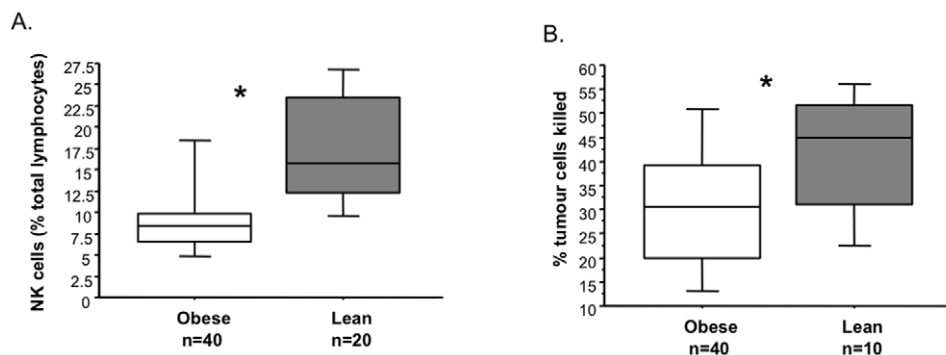 A.
NK cells (% total lymphocytes)
27.5
25
22.5
20
17.5
15
12.5
10
7.5
5
2.5
0
*
Obese
n=40
Lean
n=20
B.
% tumour cells killed
60
55
50
45
40
35
30
25
20
15
10
*
Obese
n=40
Lean
n=10